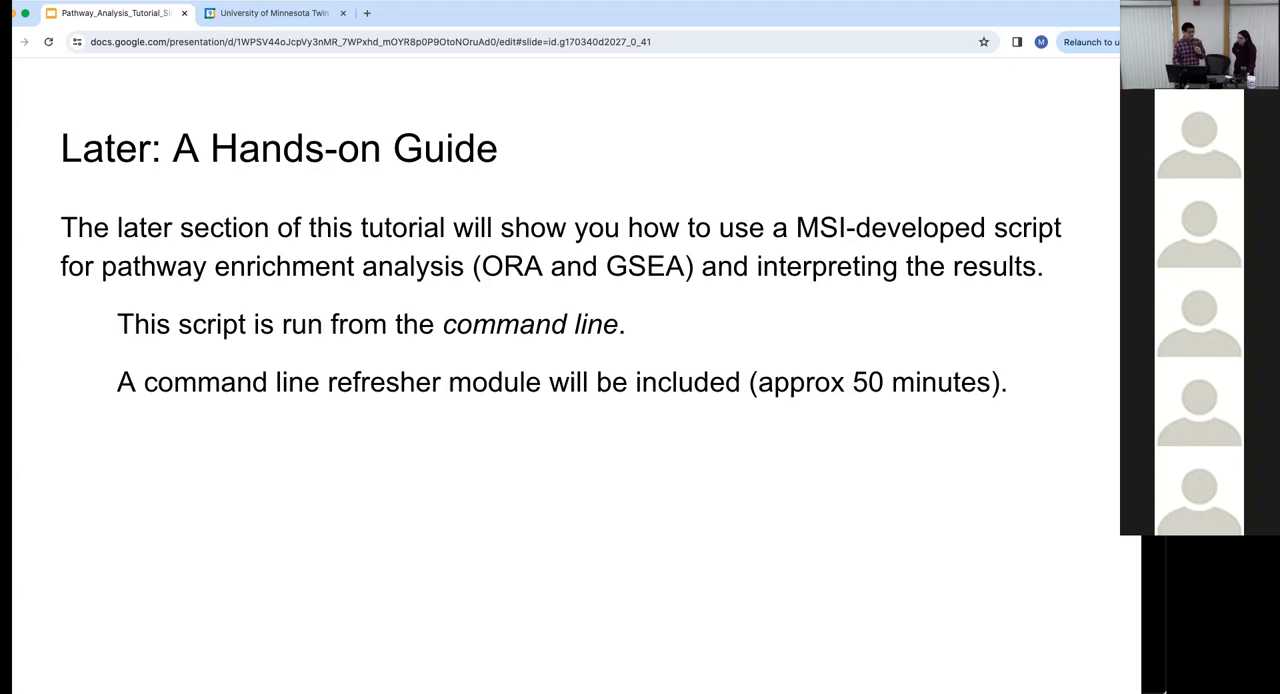 Pathway_Analysis_Tutorial_Sl
University of Minnesota Twin
docs.google.com/presentation/d/1WPSV44oJcpVy3nMR_7WPxhd_mOYR8p0P9OtoNOruAd0/edit#slide=id.g170340d2027_0_41
M
Relaunch to u
Later: A Hands-on Guide
The later section of this tutorial will show you how to use a MSI-developed script
for pathway enrichment analysis (ORA and GSEA) and interpreting the results.
This script is run from the command line.
A command line refresher module will be included (approx 50 minutes).